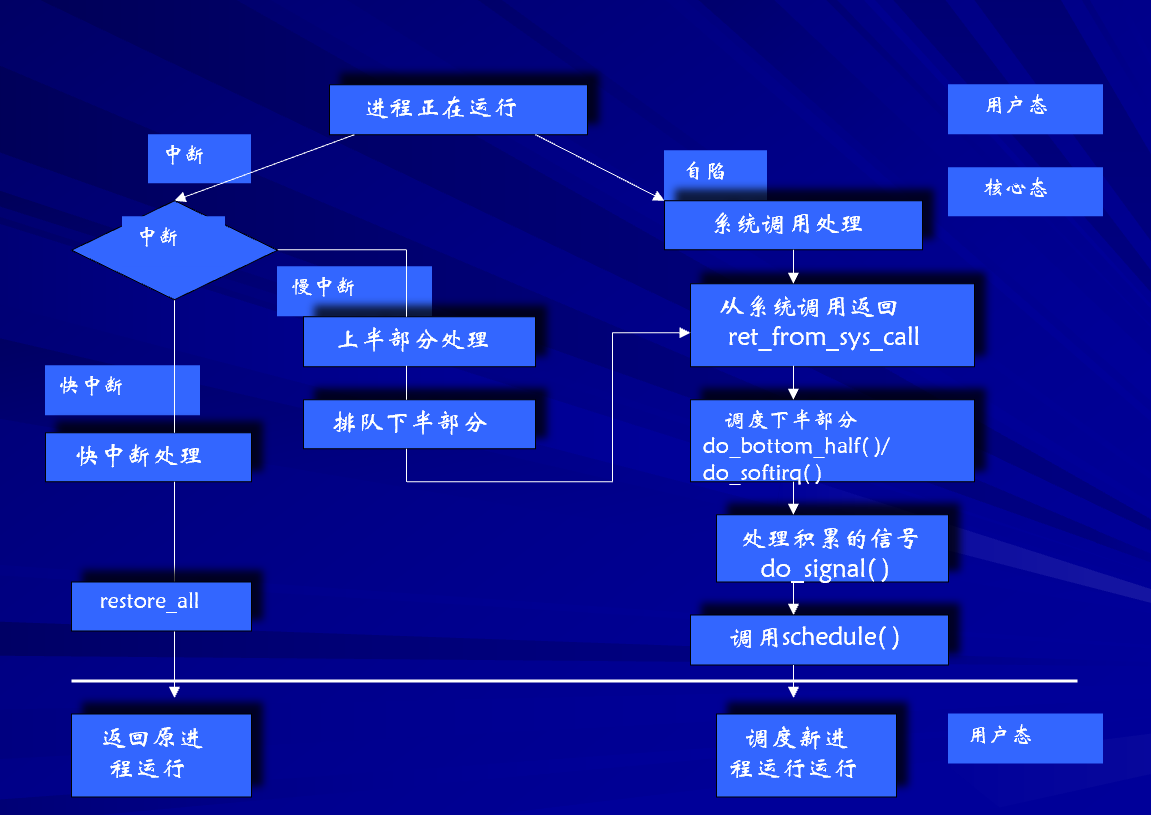 进程正在运行
用户态
中断
自陷
核心态
系统调用处理
中断
慢中断
从系统调用返回
ret_from_sys_call
上半部分处理
快中断
排队下半部分
调度下半部分
do_bottom_half()/
do_softirq()
快中断处理
处理积累的信号
do_signal()
restore_all
调用schedule()
返回原进
程运行
调度新进
程运行运行
用户态